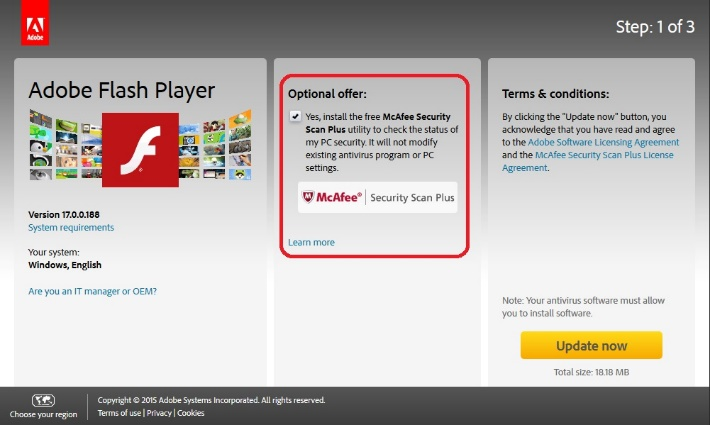 Adobe
Step: 1 of 3
Adobe Flash Player
Version 17.0.0.188
System requirements
Your system:
Windows, English
Are you an IT manager or OEM?
Optional offer:
Yes, install the free McAfee Security
Scan Plus utility to check the status of
my PC security. It will not modify
existing antivirus program or PC
settings.
McAfee® Security Scan Plus
Learn more
Terms & conditions:
By clicking the "Update now" button, you
acknowledge that you have read and agree
to the Adobe Software Licensing Agreement
and the McAfee Security Scan Plus License
Agreement.
Note: Your antivirus software must allow
you to install software.
Update now
Total size: 18.18 MB
Choose your region
Copyright © 2015 Adobe Systems Incorporated. All rights reserved.
Terms of use | Privacy | Cookies